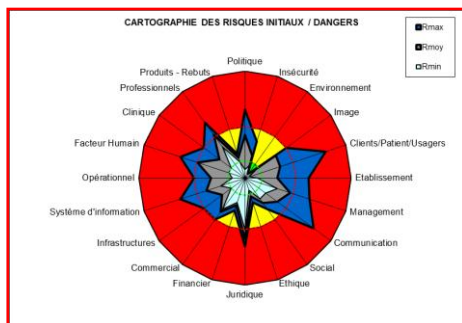 CARTOGRAPHIE DES RISQUES INITIAUX / DANGERS
Rmax
Rmoy
Rmin
Politique
Insécurité
Environnement
Image
Clients/Patient/Usagers
Etablissement
Management
Communication
Social
Ethique
Juridique
Financier
Commercial
Infrastructures
Système d'information
Opérationnel
Facteur Humain
Clinique
Professionnels
Produits - Rebuts